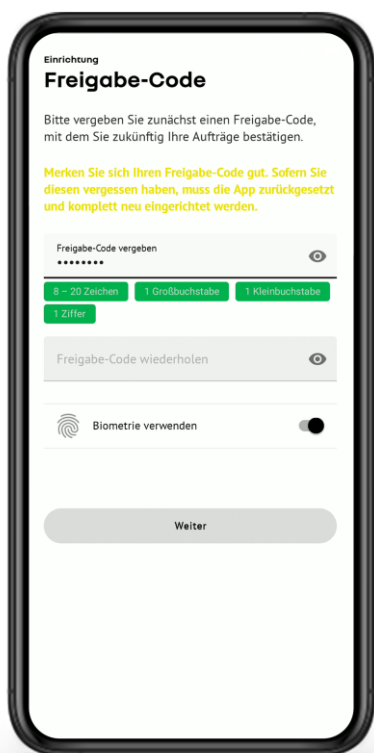 Einrichtung
Freigabe-Code
Bitte vergeben Sie zunächst einen Freigabe-Code,
mit dem Sie zukünftig Ihre Aufträge bestätigen.
Merken Sie sich Ihren Freigabe-Code gut. Sofern Sie
diesen vergessen haben, muss die App zurückgesetzt
und komplett neu eingerichtet werden.
Freigabe-Code vergeben
••••••••
8 – 20 Zeichen 1 Großbuchstabe 1 Kleinbuchstabe
1 Ziffer
Freigabe-Code wiederholen
Biometrie verwenden
Weiter